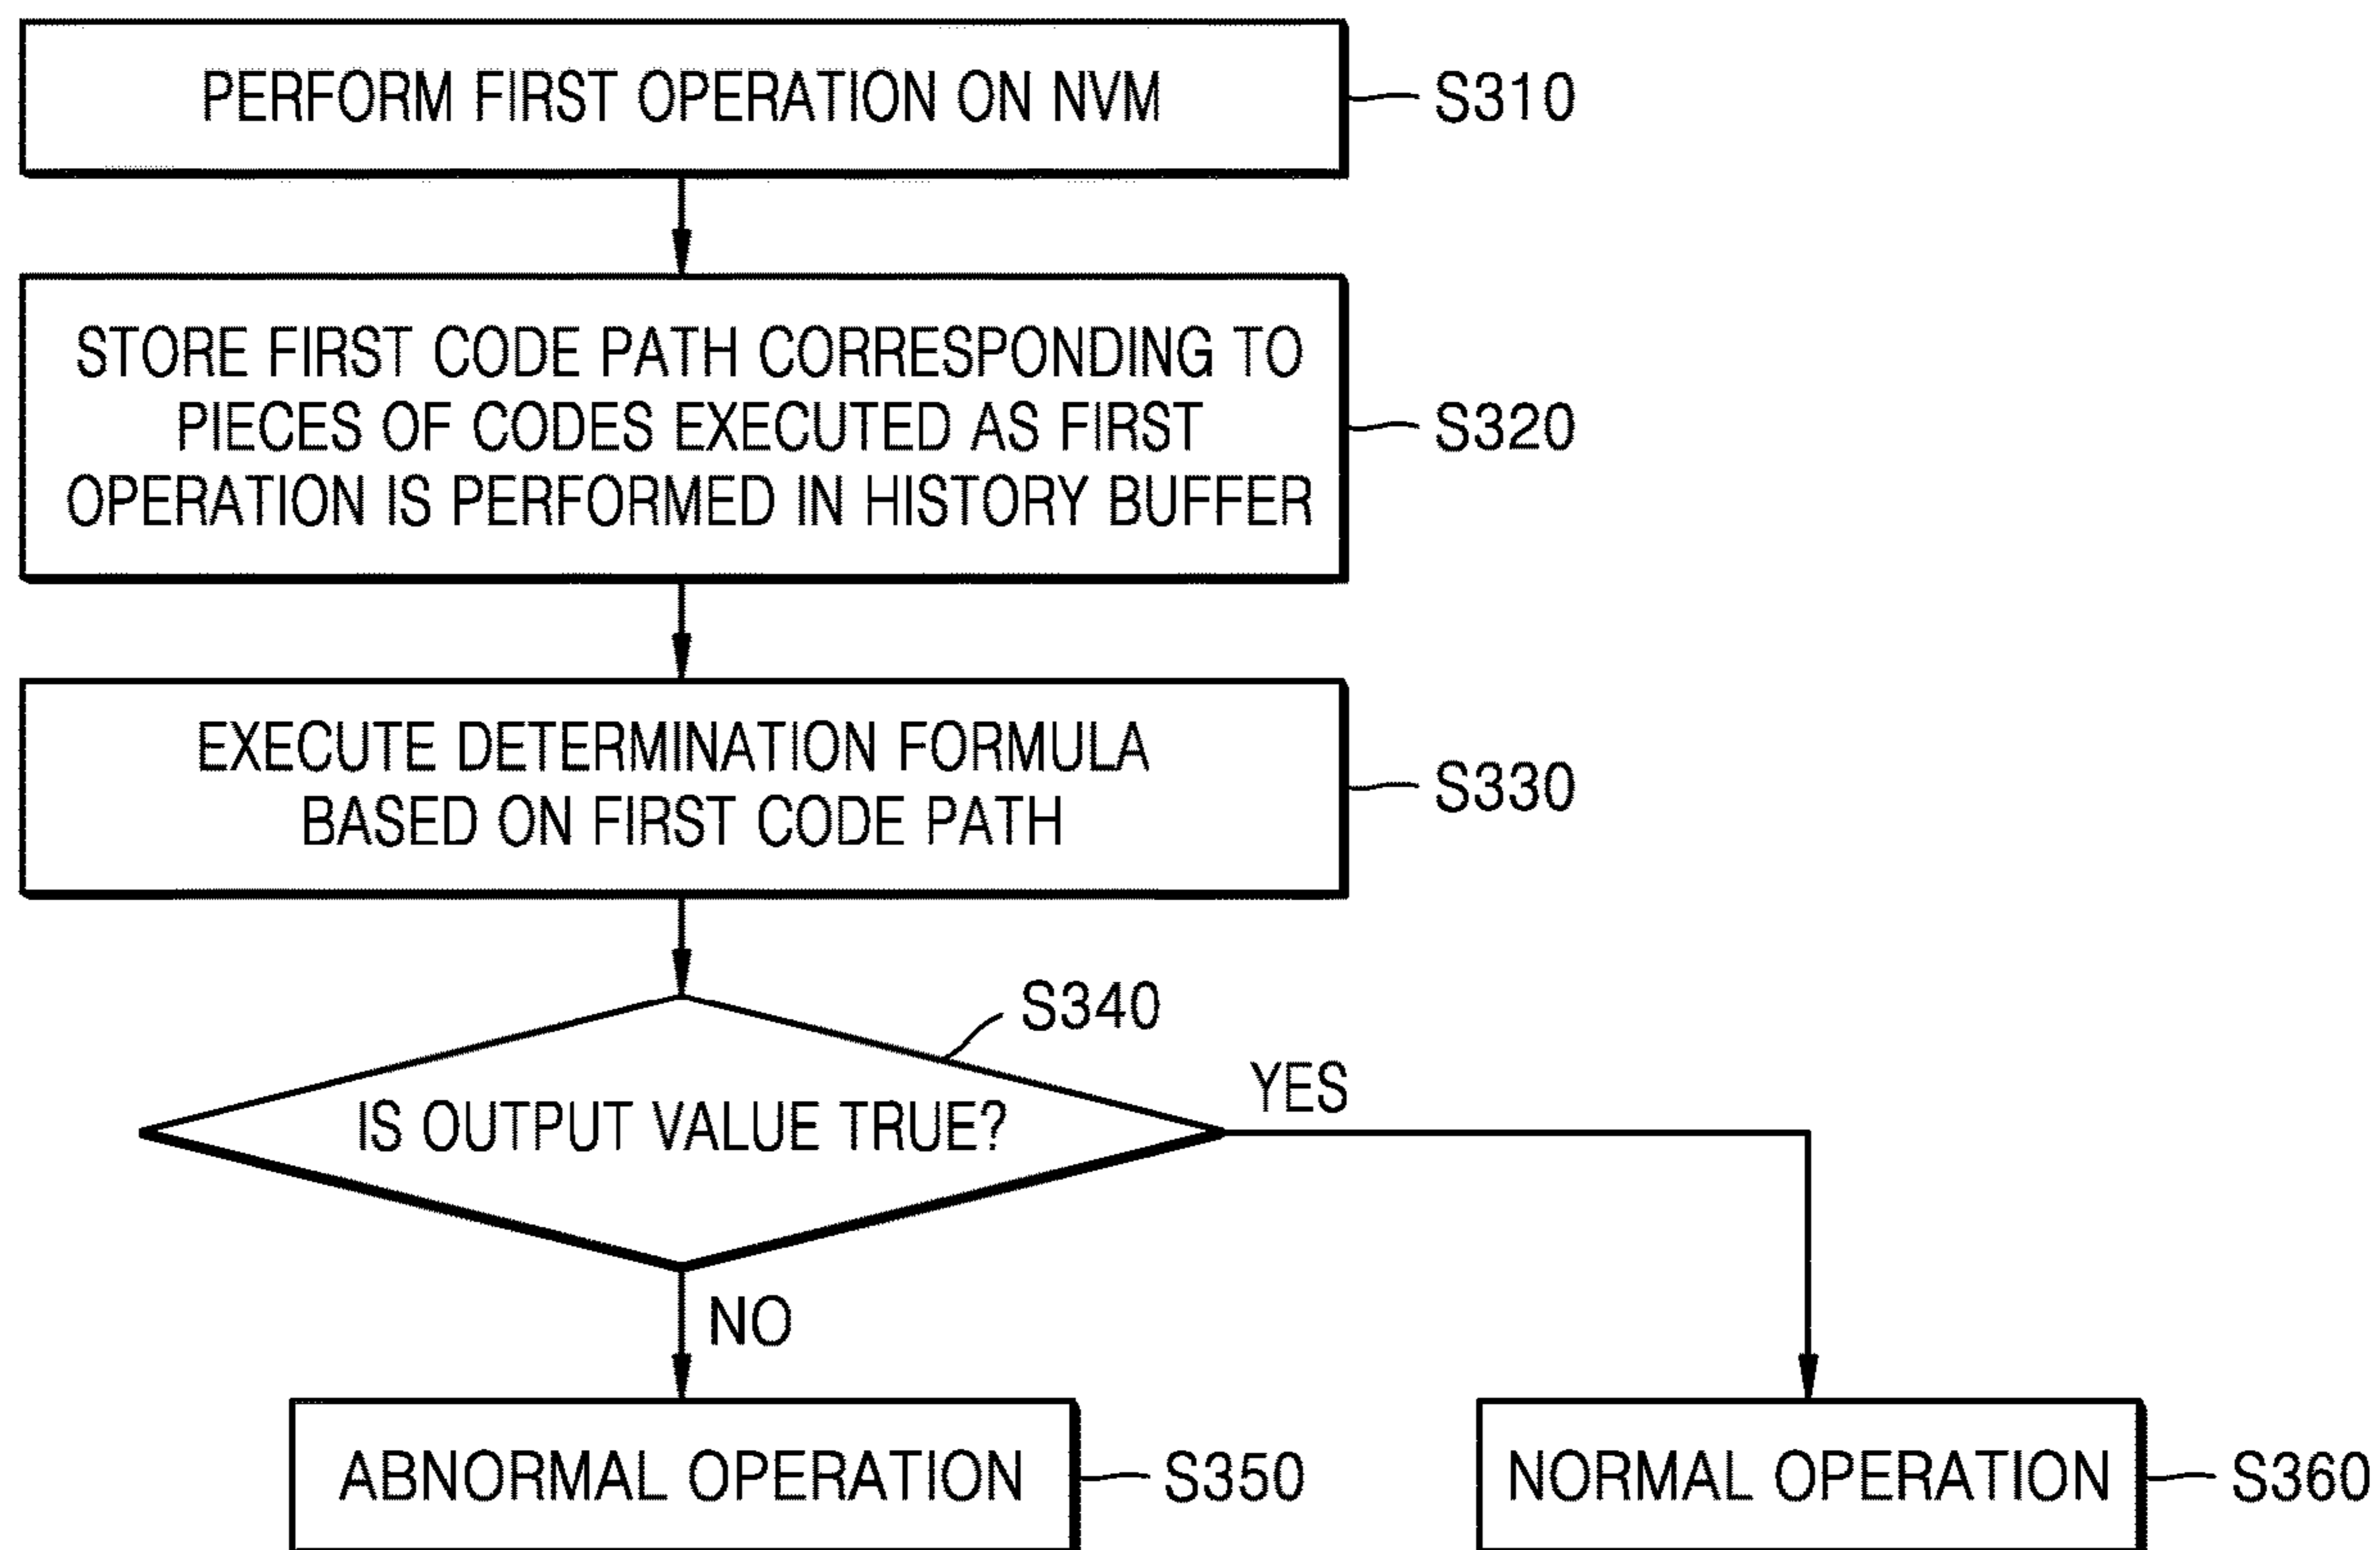 PERFORM FIRST OPERATION ON NVM
S310
STORE FIRST CODE PATH CORRESPONDING TO
PIECES OF CODES EXECUTED AS FIRST
OPERATION IS PERFORMED IN HISTORY BUFFER
S320
EXECUTE DETERMINATION FORMULA
BASED ON FIRST CODE PATH
S330
S340
IS OUTPUT VALUE TRUE?
YES
NO
ABNORMAL OPERATION
S350
NORMAL OPERATION
S360